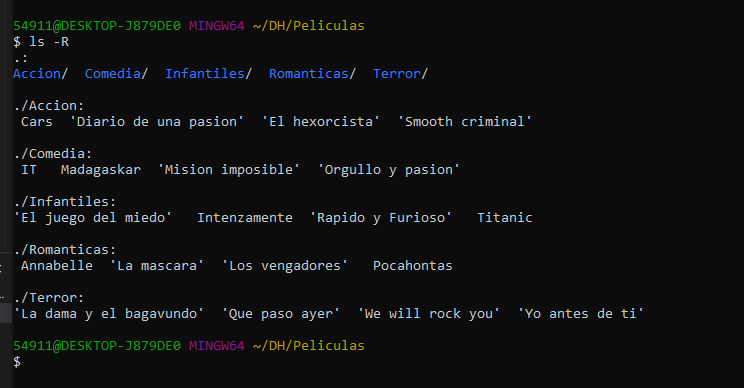 54911@DESKTOP-J879DE0 MINGW64 ~/DH/Peliculas
$ ls -R
.:
Accion/  Comedia/  Infantiles/  Romanticas/  Terror/
./Accion:
 Cars  'Diario de una pasion'  'El hexorcista'  'Smooth criminal'
./Comedia:
 IT   Madagaskar  'Mision imposible'  'Orgullo y pasion'
./Infantiles:
'El juego del miedo'   Intenzamente  'Rapido y Furioso'   Titanic
./Romanticas:
 Annabelle  'La mascara'  'Los vengadores'   Pocahontas
./Terror:
'La dama y el bagavundo'  'Que paso ayer'  'We will rock you'  'Yo antes de ti'
54911@DESKTOP-J879DE0 MINGW64 ~/DH/Peliculas
$